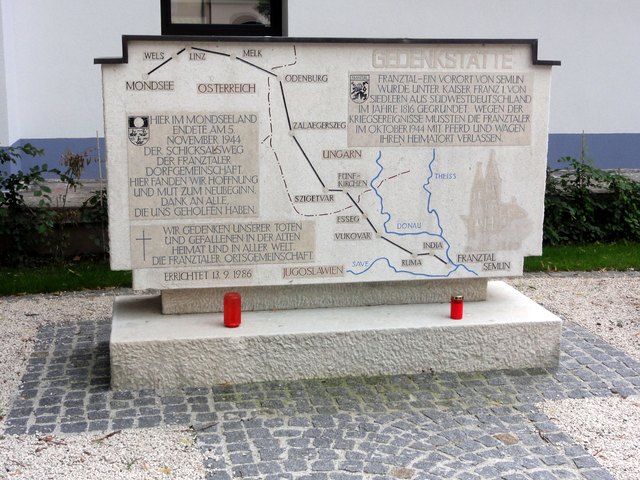 GEDENKSTÄTTE
FRANZTAL-EIN VORORT VON SEMLIN
WURDE UNTER KAISER FRANZ I VON
SIEDLERN AUS SÜDWESTDEUTSCHLAND
IM JAHRE 1816 GEGRÜNDET. WEGEN DER
KRIEGSEREIGNISSE MUSSTEN DIE FRANZTALER
IM OKTOBER 1944 MIT PFERD UND WAGEN
IHREN HEIMATORT VERLASSEN.
WELS
LINZ
MELK
MONDSEE
ÖSTERREICH
ÖDENBURG
HIER IM MONDSEELAND
ENDETE AM 5.
NOVEMBER 1944
DER SCHICKSALSWEG
DER FRANZTALER
DORFGEMEINSCHAFT
HIER FANDEN WIR HOFFNUNG
UND MUT ZUM NEUBEGINN.
DANK AN ALLE,
DIE UNS GEHOLFEN HABEN.
ZALAEGERSZEG
UNGARN
FÜNF-
KIRCHEN
THEISS
SZIGETVAR
ESSEG
VUKOVAR
DONAU
INDIA
RUMA
SAVE
FRANZTAL
SEMLIN
WIR GEDENKEN UNSERER TOTEN
UND GEFALLENEN IN DER ALTEN
HEIMAT UND IN ALLER WELT.
DIE FRANZTALER ORTSGEMEINSCHAFT.
ERRICHTET 13.9.1986
JUGOSLAWIEN